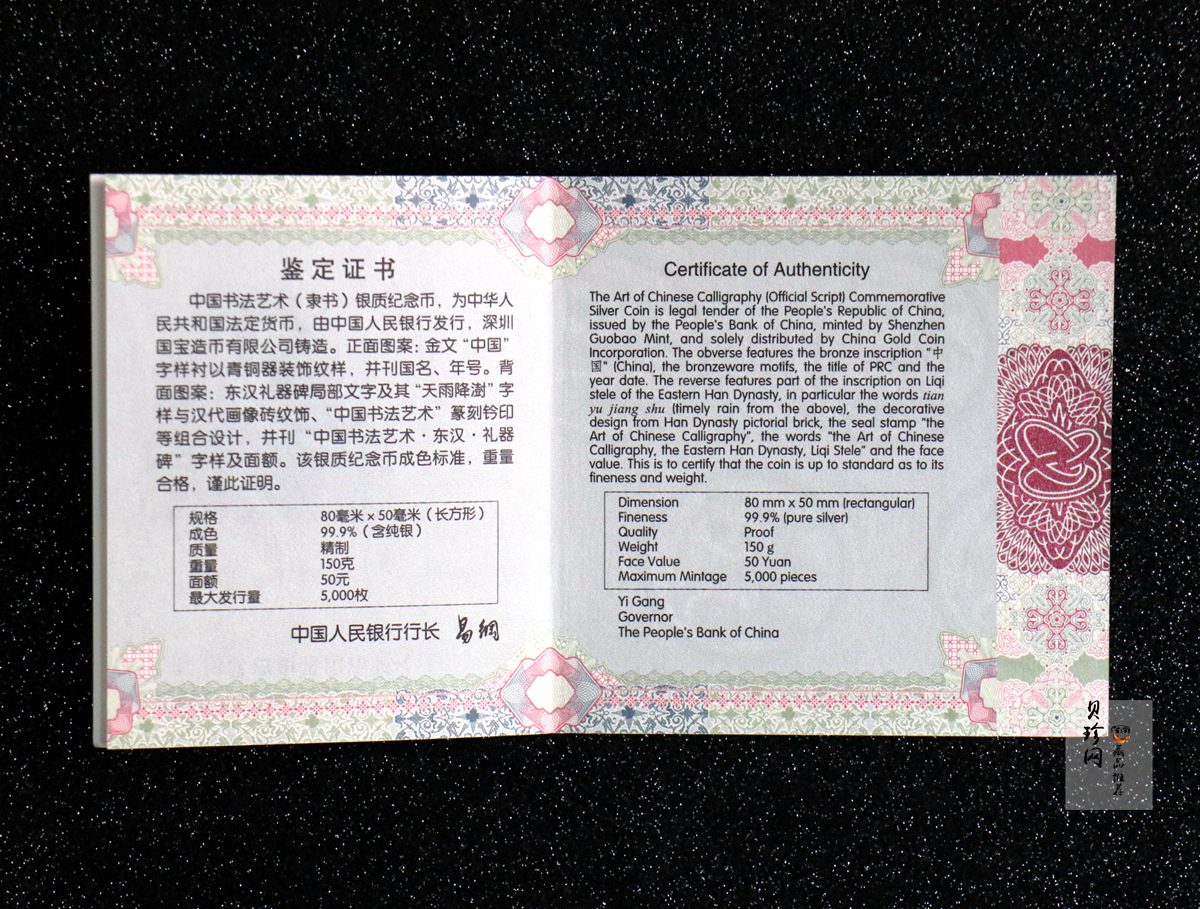 鉴定证书
中国书法艺术（隶书）银质纪念币，为中华人
民共和国法定货币，由中国人民银行发行，深圳
国宝造币有限公司铸造。正面图案：金文“中国”
字样衬以青铜器装饰纹样，并刊国名、年号。背
面图案：东汉礼器碑局部文字及其“天雨降澍”字
样与汉代画像砖纹饰、“中国书法艺术”篆刻钤印
等组合设计，并刊“中国书法艺术·东汉·礼器
碑”字样及面额。该银质纪念币成色标准，重量
合格，谨此证明。
规格 80毫米×50毫米（长方形）
成色 99.9%（含纯银）
质量 精制
重量 150克
面额 50元
最大发行量 5,000枚
中国人民银行行长 易纲
Certificate of Authenticity
The Art of Chinese Calligraphy (Official Script) Commemorative
Silver Coin is legal tender of the People's Republic of China,
issued by the People's Bank of China, minted by Shenzhen
Guobao Mint, and solely distributed by China Gold Coin
Incorporation. The obverse features the bronze inscription "中
国" (China), the bronzeware motifs, the title of PRC and the
year date. The reverse features part of the inscription on Liqi
stele of the Eastern Han Dynasty, in particular the words tian
yu jiang shu (timely rain from the above), the decorative
design from Han Dynasty pictorial brick, the seal stamp "the
Art of Chinese Calligraphy", the words "the Art of Chinese
Calligraphy, the Eastern Han Dynasty, Liqi Stele" and the face
value. This is to certify that the coin is up to standard as to its
fineness and weight.
Dimension 80 mm x 50 mm (rectangular)
Fineness 99.9% (pure silver)
Quality Proof
Weight 150 g
Face Value 50 Yuan
Maximum Mintage 5,000 pieces
Yi Gang
Governor
The People's Bank of China
贝珍网